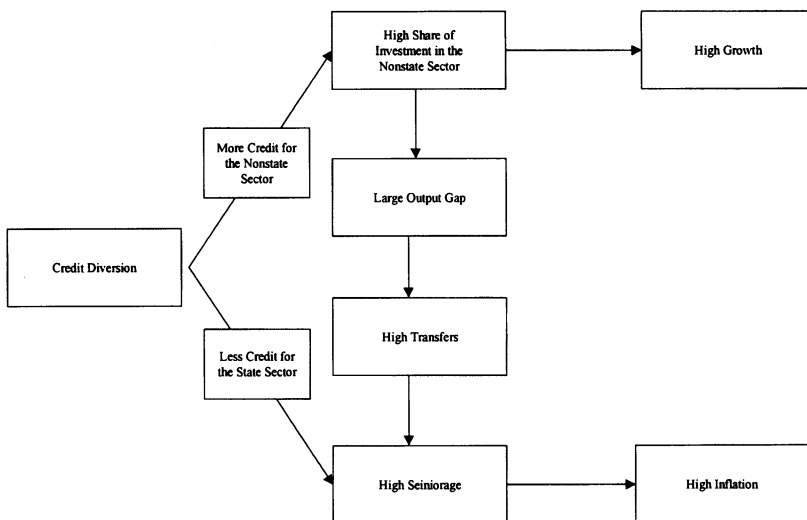 High Share of
Investment in the
Nonstate Sector
High Growth
More Credit for
the Nonstate
Sector
Large Output Gap
Credit Diversion
Less Credit for
the State Sector
High Transfers
High Seiniorage
High Inflation